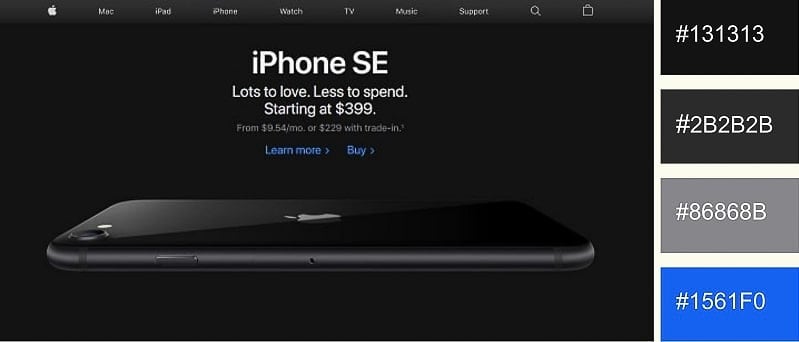 Mac iPad iPhone Watch TV Music Support
iPhone SE
Lots to love. Less to spend.
Starting at $399.
From $9.54/mo. or $229 with trade-in.¹
Learn more > Buy >
#131313
#2B2B2B
#86868B
#1561F0